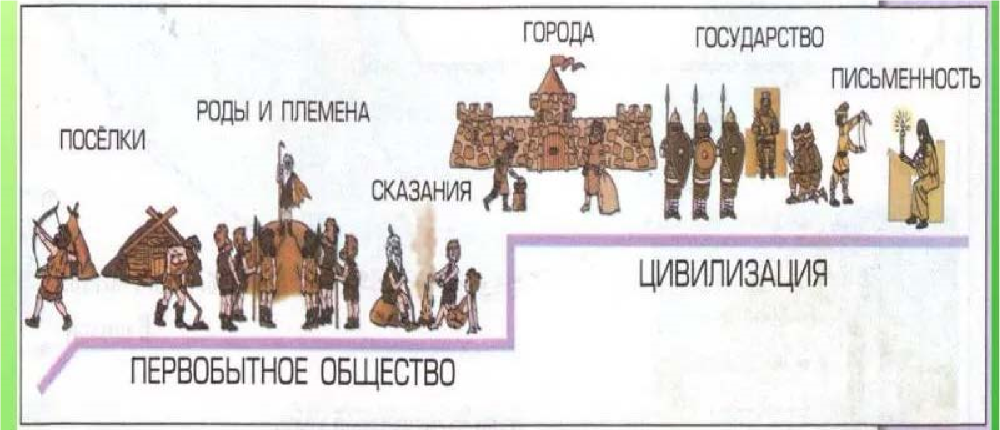 ГОРОДА
ГОСУДАРСТВО
ПИСЬМЕННОСТЬ
РОДЫ И ПЛЕМЕНА
ПОСЁЛКИ
СКАЗАНИЯ
ЦИВИЛИЗАЦИЯ
ПЕРВОБЫТНОЕ ОБЩЕСТВО